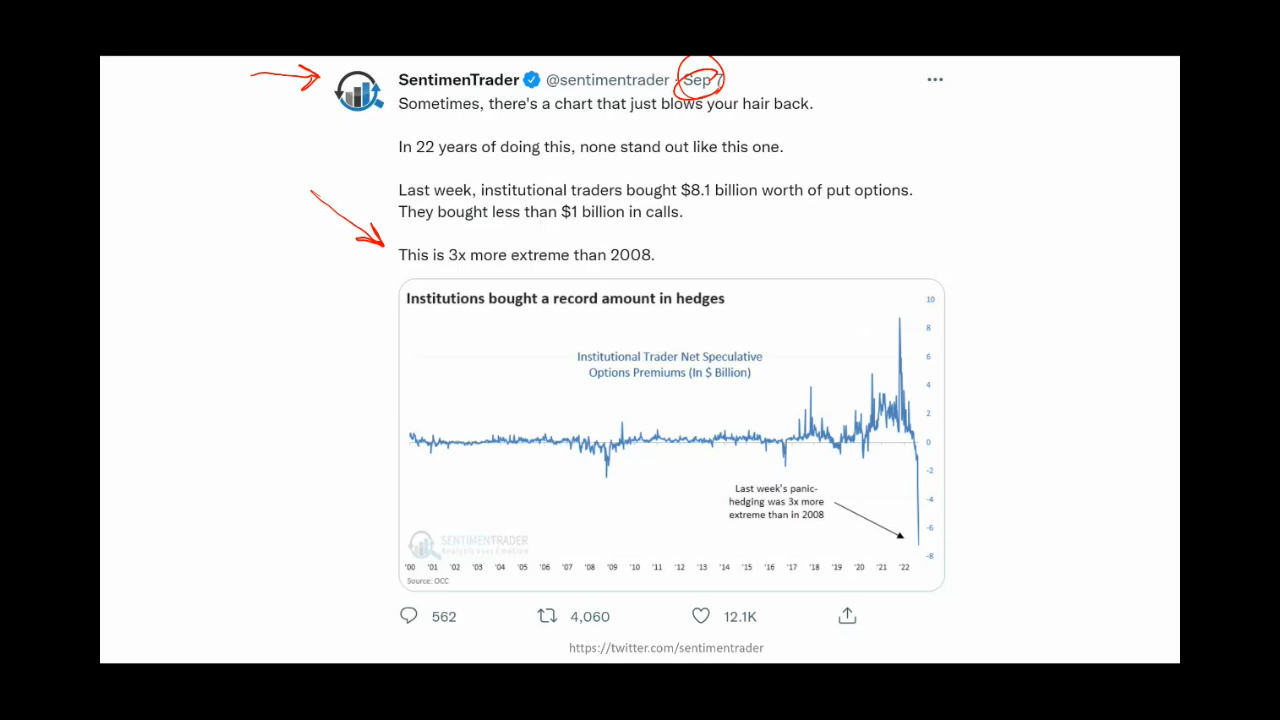 SentimenTrader @sentimentrader · Sep 7
Sometimes, there's a chart that just blows your hair back.
In 22 years of doing this, none stand out like this one.
Last week, institutional traders bought $8.1 billion worth of put options.
They bought less than $1 billion in calls.
This is 3x more extreme than 2008.
Institutions bought a record amount in hedges
10
8
6
4
2
0
-2
-4
-6
-8
Institutional Trader Net Speculative
Options Premiums (In $ Billion)
Last week's panic-
hedging was 3x more
extreme than in 2008
SENTIMENTRADER
Analysis over Emotion
'00 '01 '02 '03 '04 '05 '06 '07 '08 '09 '10 '11 '12 '13 '14 '15 '16 '17 '18 '19 '20 '21 '22
Source: OCC
562 4,060 12.1K
https://twitter.com/sentimentrader